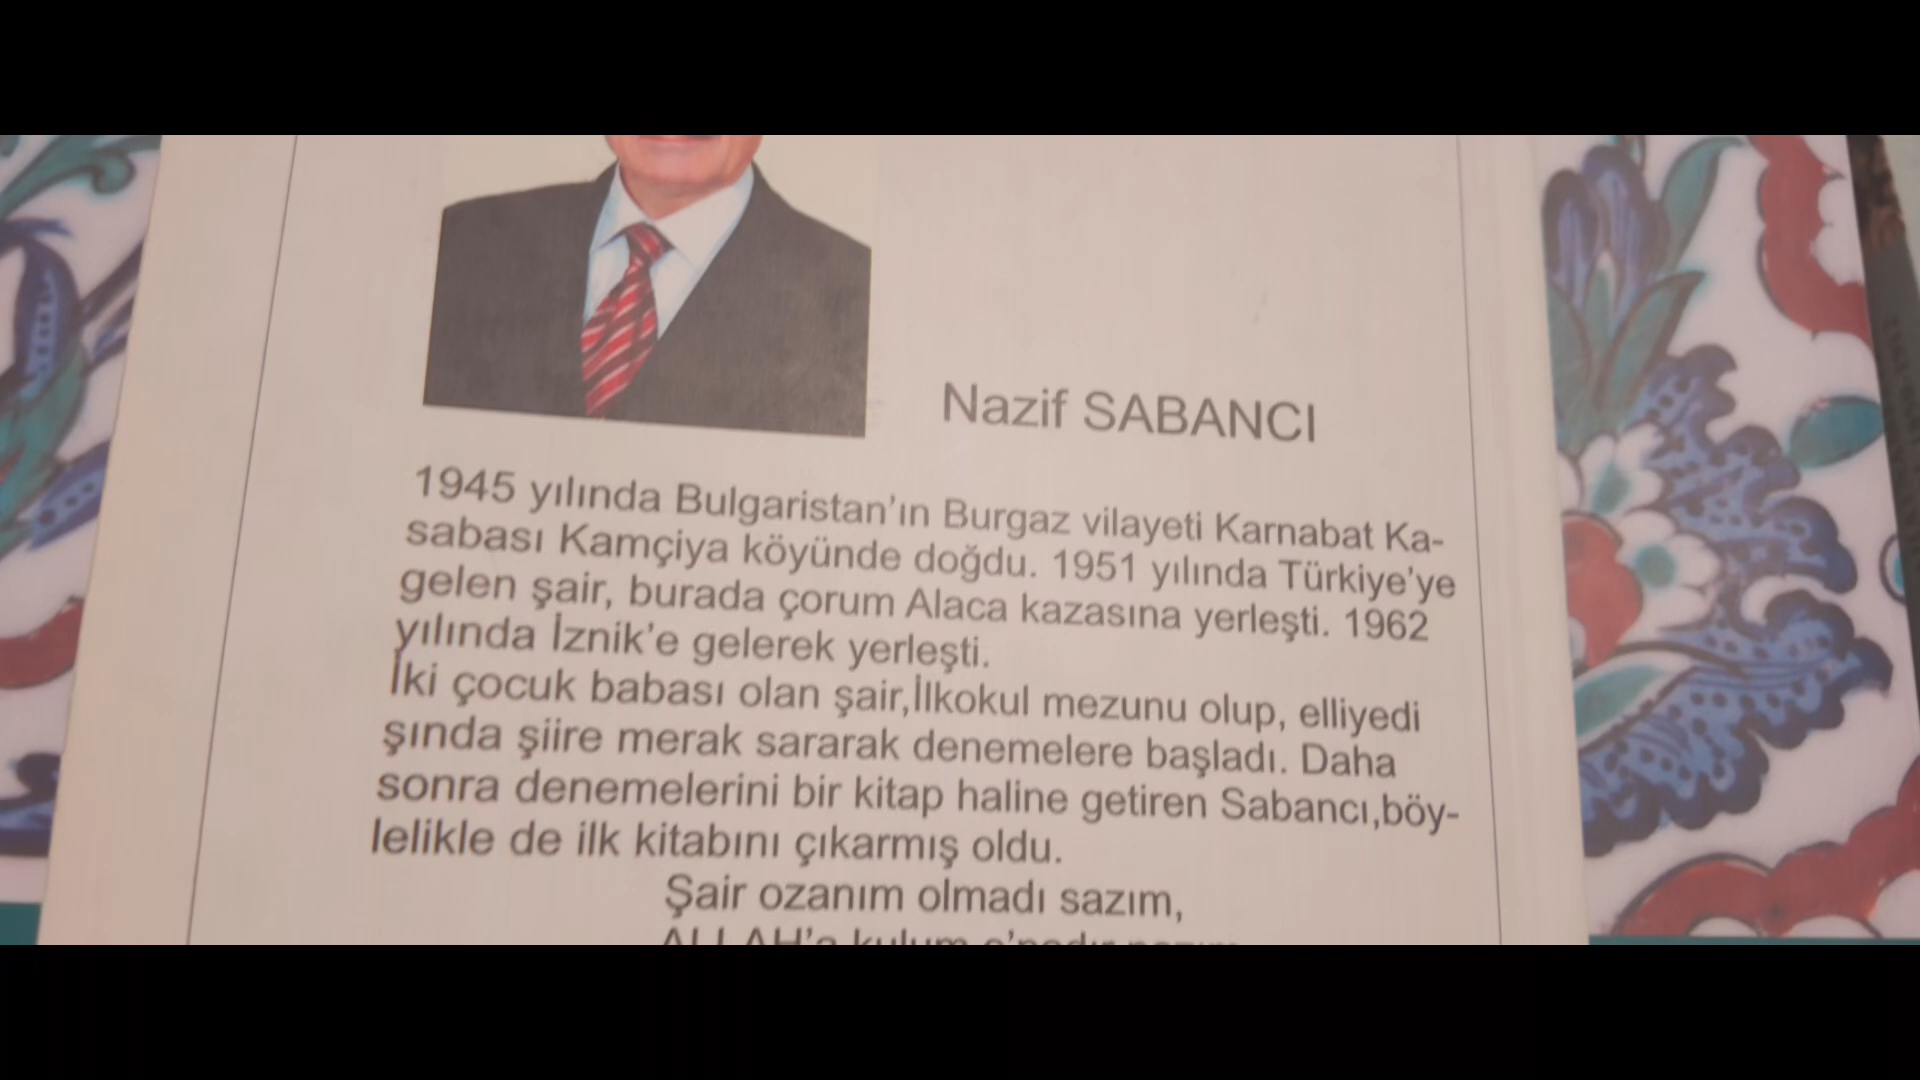 Nazif SABANCI
1945 yılında Bulgaristan'ın Burgaz vilayeti Karnabat Ka-
sabası Kamçiya köyünde doğdu. 1951 yılında Türkiye'ye
gelen şair, burada çorum Alaca kazasına yerleşti. 1962
yılında İznik'e gelerek yerleşti.
İki çocuk babası olan şair,İlkokul mezunu olup, elliyedi
şında şiire merak sararak denemelere başladı. Daha
sonra denemelerini bir kitap haline getiren Sabancı,böy-
lelikle de ilk kitabını çıkarmış oldu.
Şair ozanım olmadı sazım,
ALLAH'a kulum